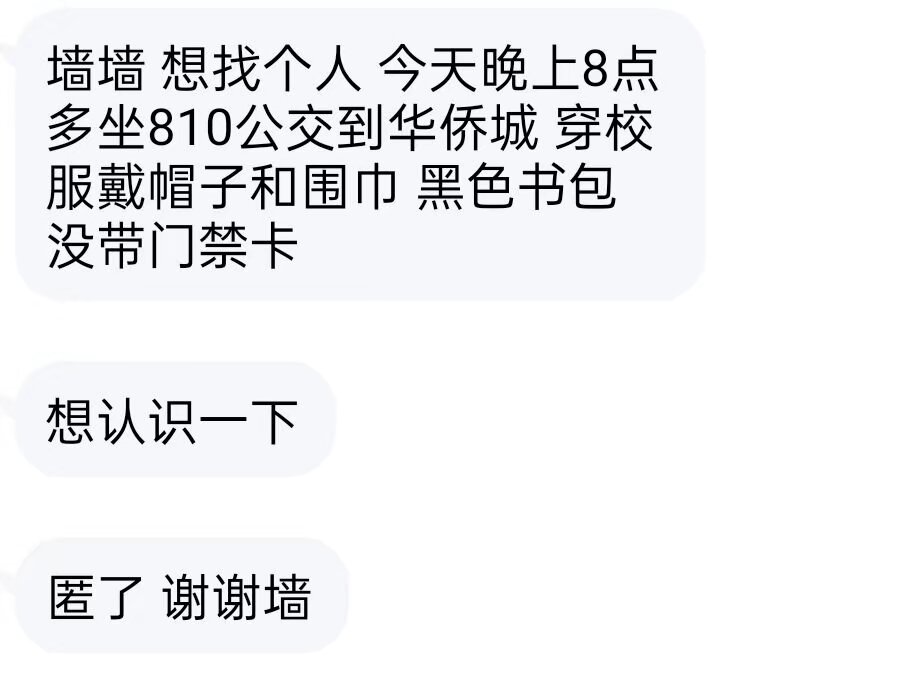 墙墙 想找个人 今天晚上8点
多坐810公交到华侨城 穿校
服戴帽子和围巾 黑色书包
没带门禁卡
想认识一下
匿了 谢谢墙